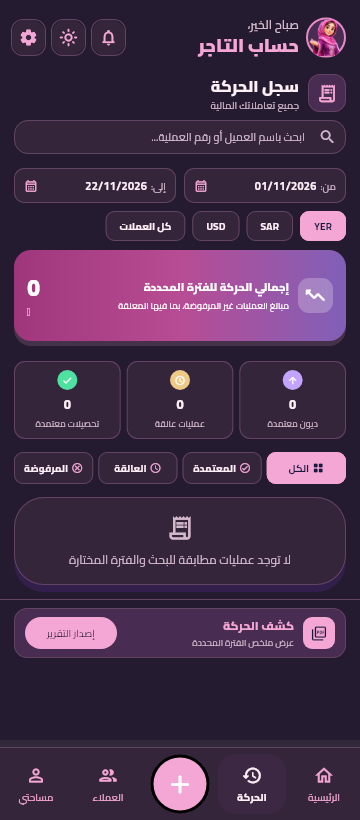 صباح الخير،
حساب التاجر
سجل الحركة
جميع تعاملاتك المالية
ابحث باسم العميل أو رقم العملية...
من: 01/11/2026
إلى: 22/11/2026
YER
SAR
USD
كل العملات
إجمالي الحركة للفترة المحددة
مبالغ العمليات غير المرفوضة، بما فيها المعلقة
0
0
ديون معتمدة
0
عمليات عالقة
0
تحصيلات معتمدة
الكل
المعتمدة
العالقة
المرفوضة
لا توجد عمليات مطابقة للبحث والفترة المختارة
كشف الحركة
عرض ملخص الفترة المحددة
إصدار التقرير
الرئيسية
الحركة
العملاء
مساحتي